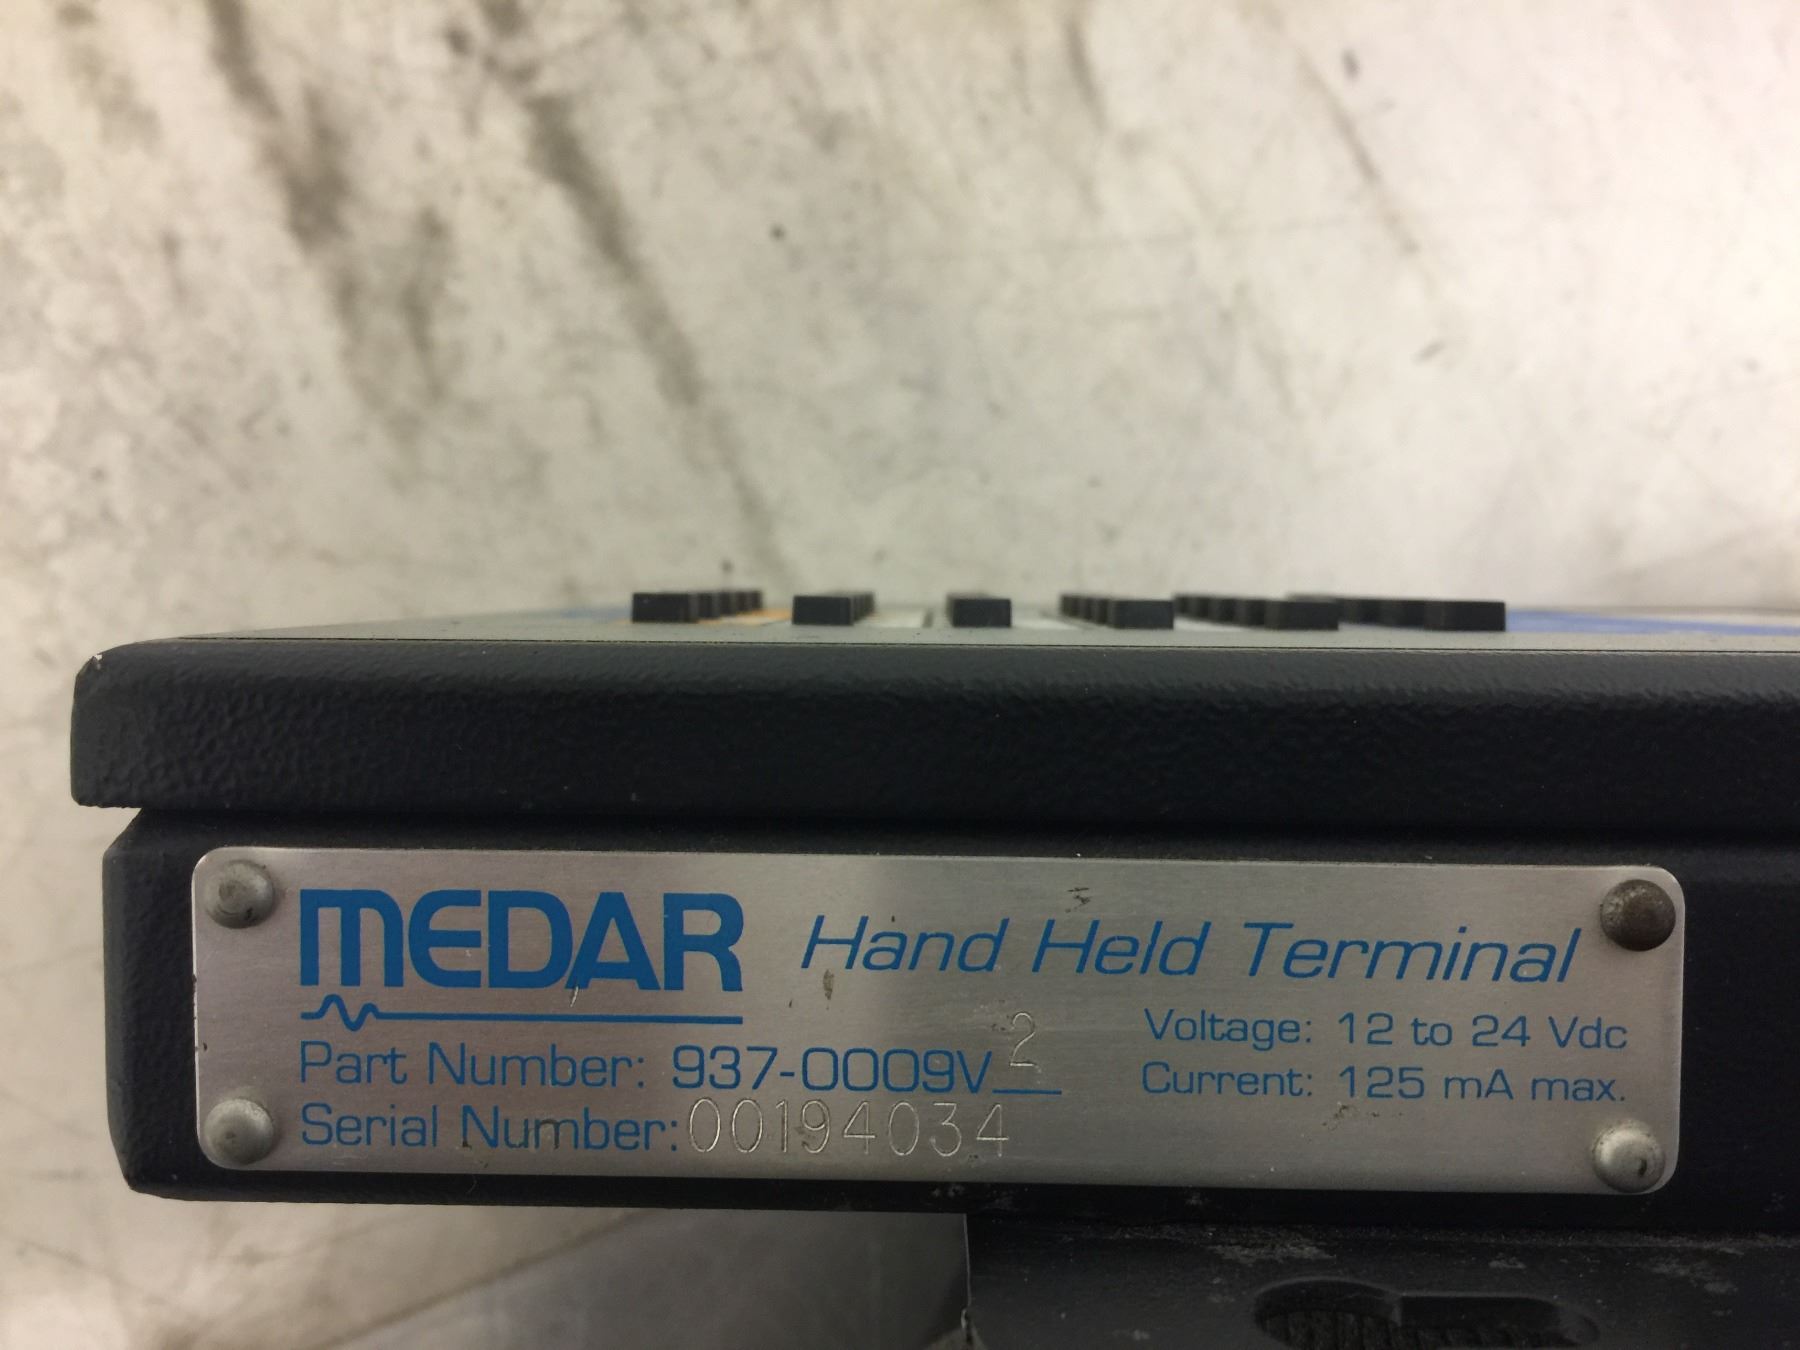 MEDAR Hand Held Terminal
Part Number: 937-0009V 2
Serial Number: 00194034
Voltage: 12 to 24 Vdc
Current: 125 mA max.